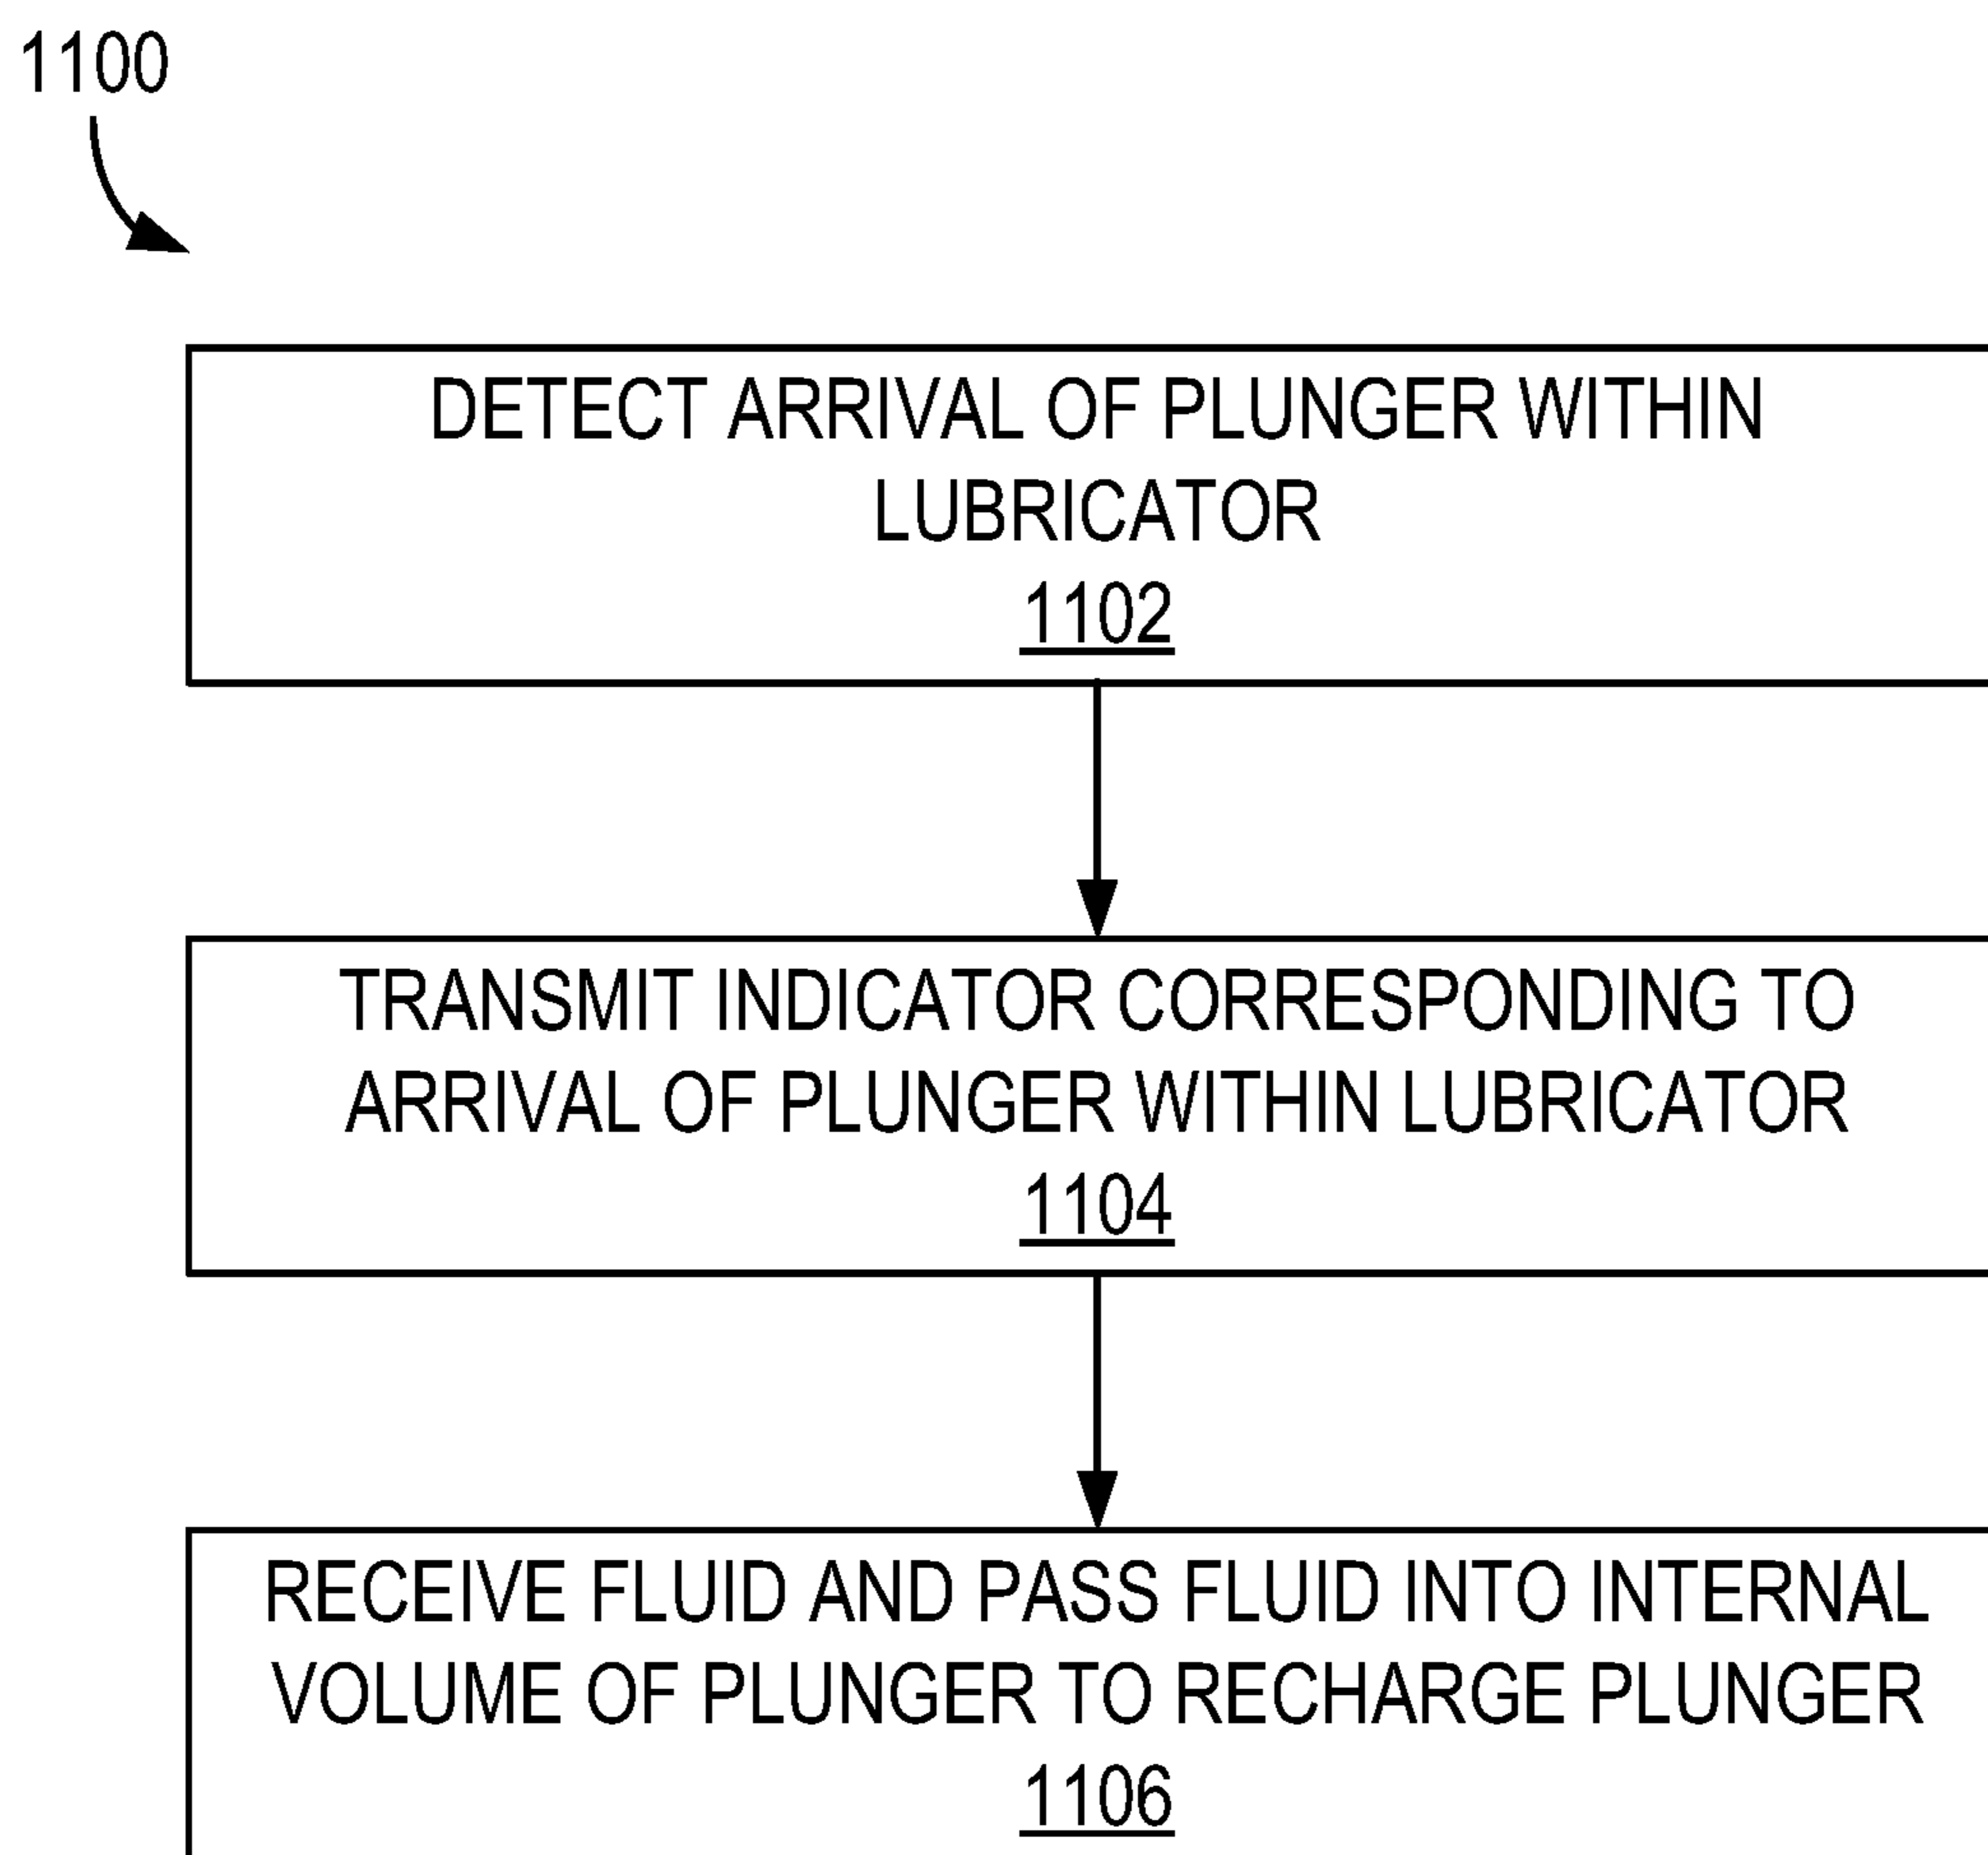 1100
DETECT ARRIVAL OF PLUNGER WITHIN
LUBRICATOR
1102
TRANSMIT INDICATOR CORRESPONDING TO
ARRIVAL OF PLUNGER WITHIN LUBRICATOR
1104
RECEIVE FLUID AND PASS FLUID INTO INTERNAL
VOLUME OF PLUNGER TO RECHARGE PLUNGER
1106